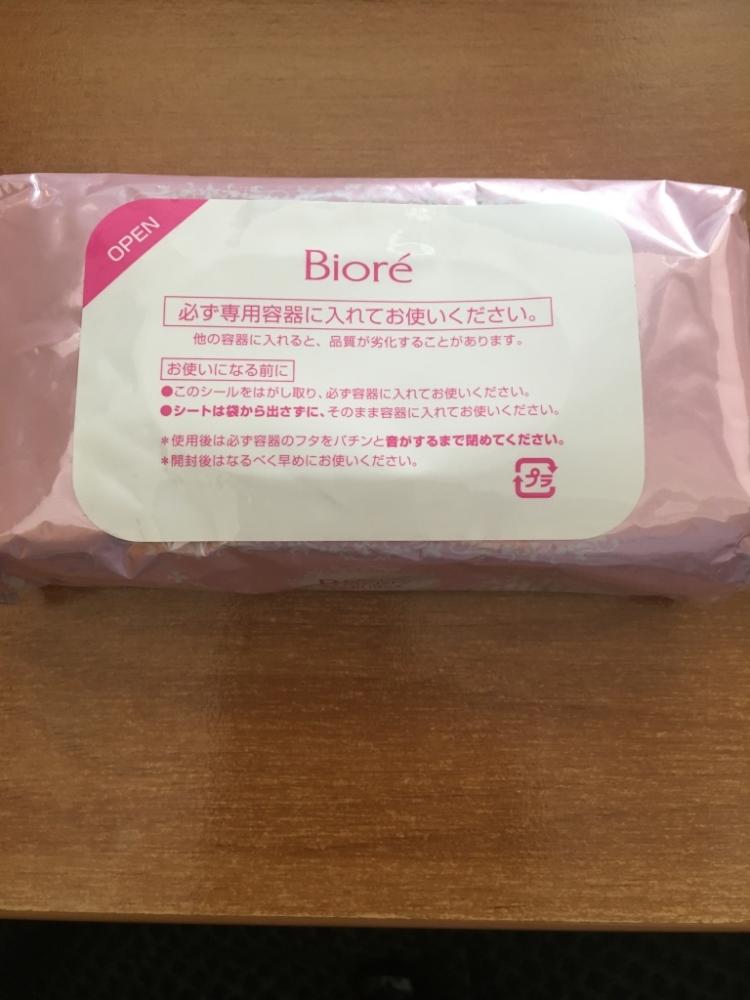 OPEN
Bioré
必ず専用容器に入れてお使いください。
他の容器に入れると、品質が劣化することがあります。
お使いになる前に
●このシールをはがし取り、必ず容器に入れてお使いください。
●シートは袋から出さずに、そのまま容器に入れてお使いください。
＊使用後は必ず容器のフタをパチンと音がするまで閉めてください。
＊開封後はなるべく早めにお使いください。
プラ